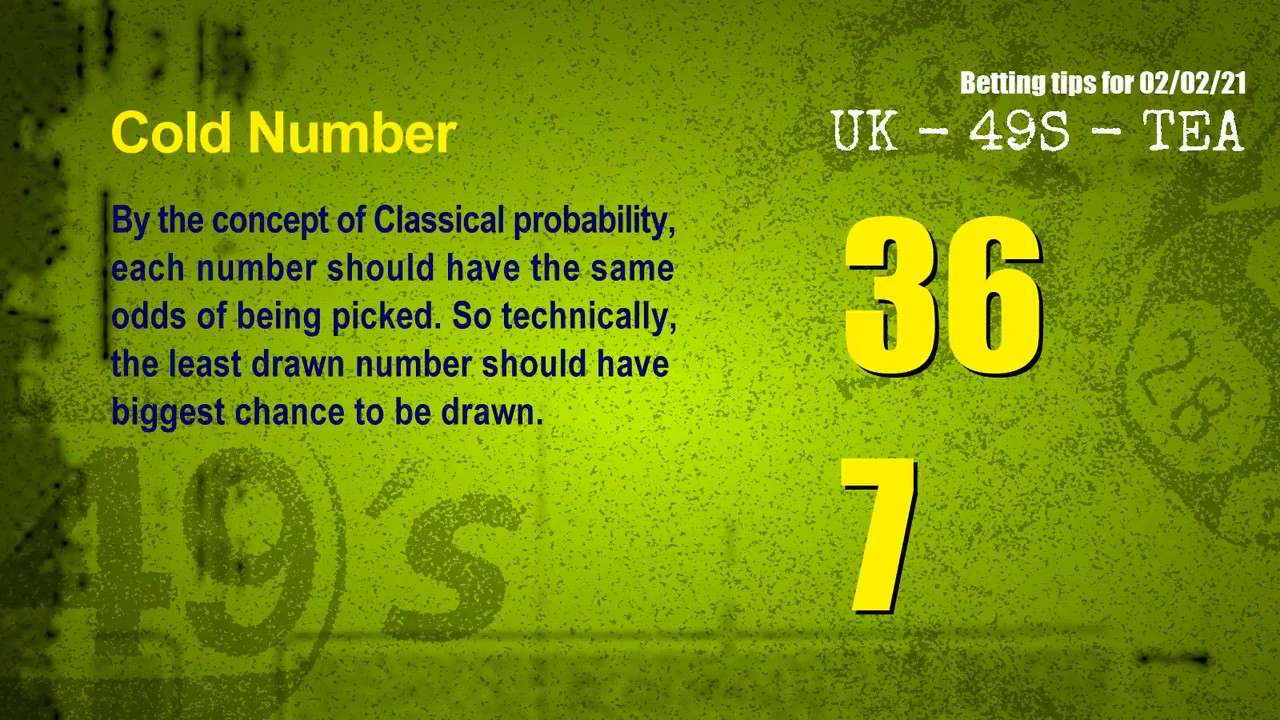 Betting tips for 02/02/21
UK - 49S - TEA
Cold Number
By the concept of Classical probability,
each number should have the same
odds of being picked. So technically,
the least drawn number should have
biggest chance to be drawn.
36
7
49's
28